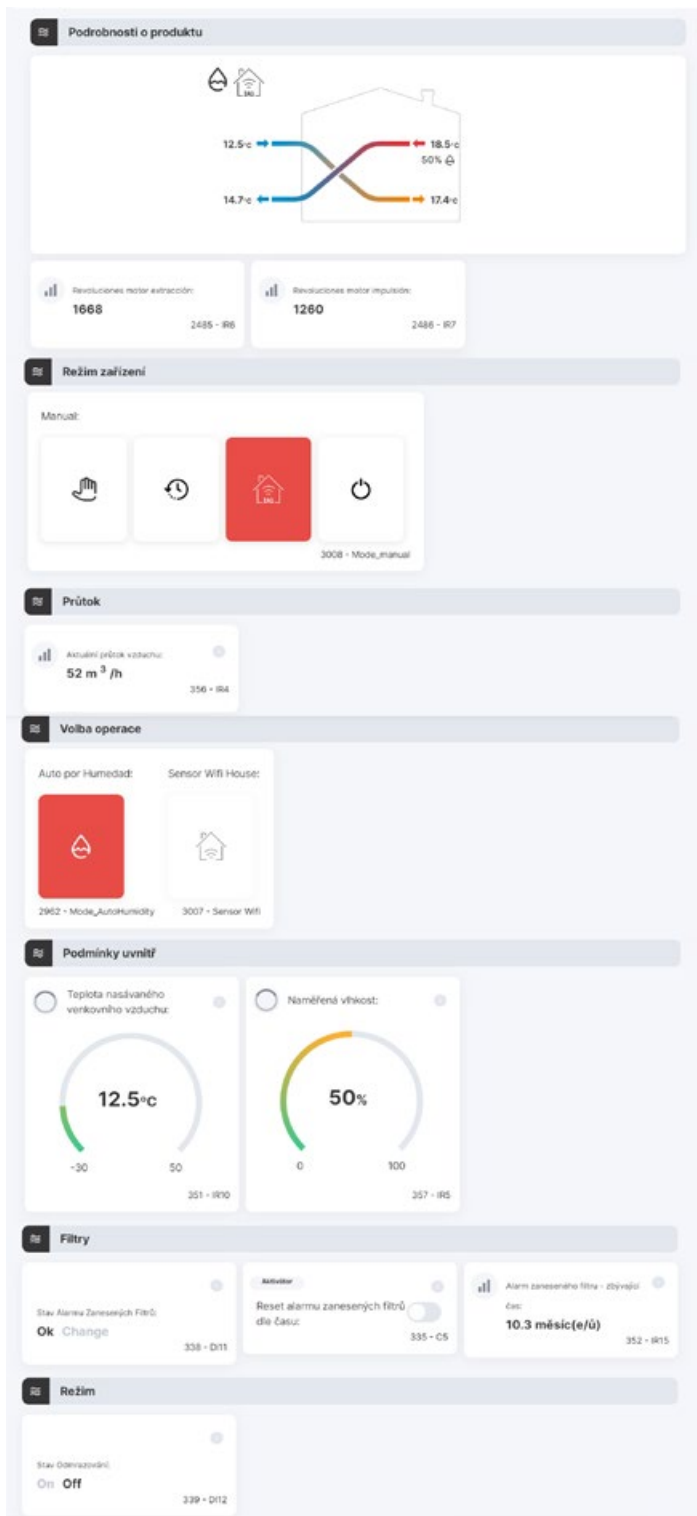 Podrobnosti o produktu
12.5°c
18.5°c
50%
14.7°c
17.4°c
Revoluciones motor extracción:
1668
2485 - IR6
Revoluciones motor impulsión:
1260
2486 - IR7
Režim zařízení
Manual:
3008 - Mode_manual
Průtok
Aktuální průtok vzduchu:
52 m ³ /h
356 - IR4
Volba operace
Auto por Humedad:
Sensor Wifi House:
2962 - Mode_AutoHumidity
3007 - Sensor Wifi
Podmínky uvnitř
Teplota nasávaného
venkovního vzduchu:
12.5°c
-30
50
351 - IR10
Naměřená vlhkost:
50%
0
100
357 - IR5
Filtry
Stav Alarmu Zanesených Filtrů:
Ok Change
338 - DI11
Aktivátor
Reset alarmu zanesených filtrů
dle času:
335 - C5
Alarm zaneseného filtru - zbývající
čas:
10.3 měsíc(e/ů)
352 - IR15
Režim
Stav Odmrazování:
On Off
339 - DI12